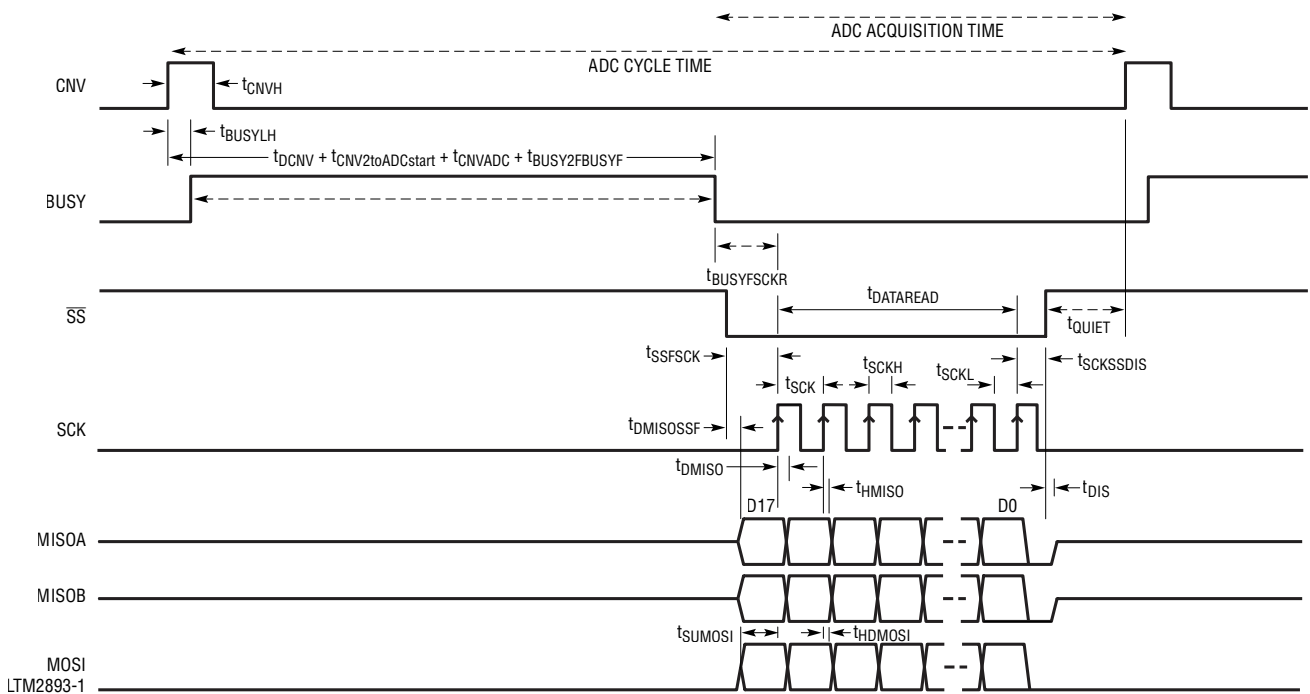 ADC ACQUISITION TIME
ADC CYCLE TIME
CNV
tCNVH
tBUSYLH
tDCNV + tCNV2toADCstart + tCNVADC + tBUSY2FBUSYF
BUSY
tBUSYFSCKR
SS
tDATAREAD
tQUIET
tSSFSCK
tSCK
tSCKH
tSCKL
tSCKSSDIS
SCK
tDMISOSSF
tDMISO
tHMISO
tDIS
D17
D0
MISOA
MISOB
tSUMOSI
tHDMOSI
MOSI
LTM2893-1